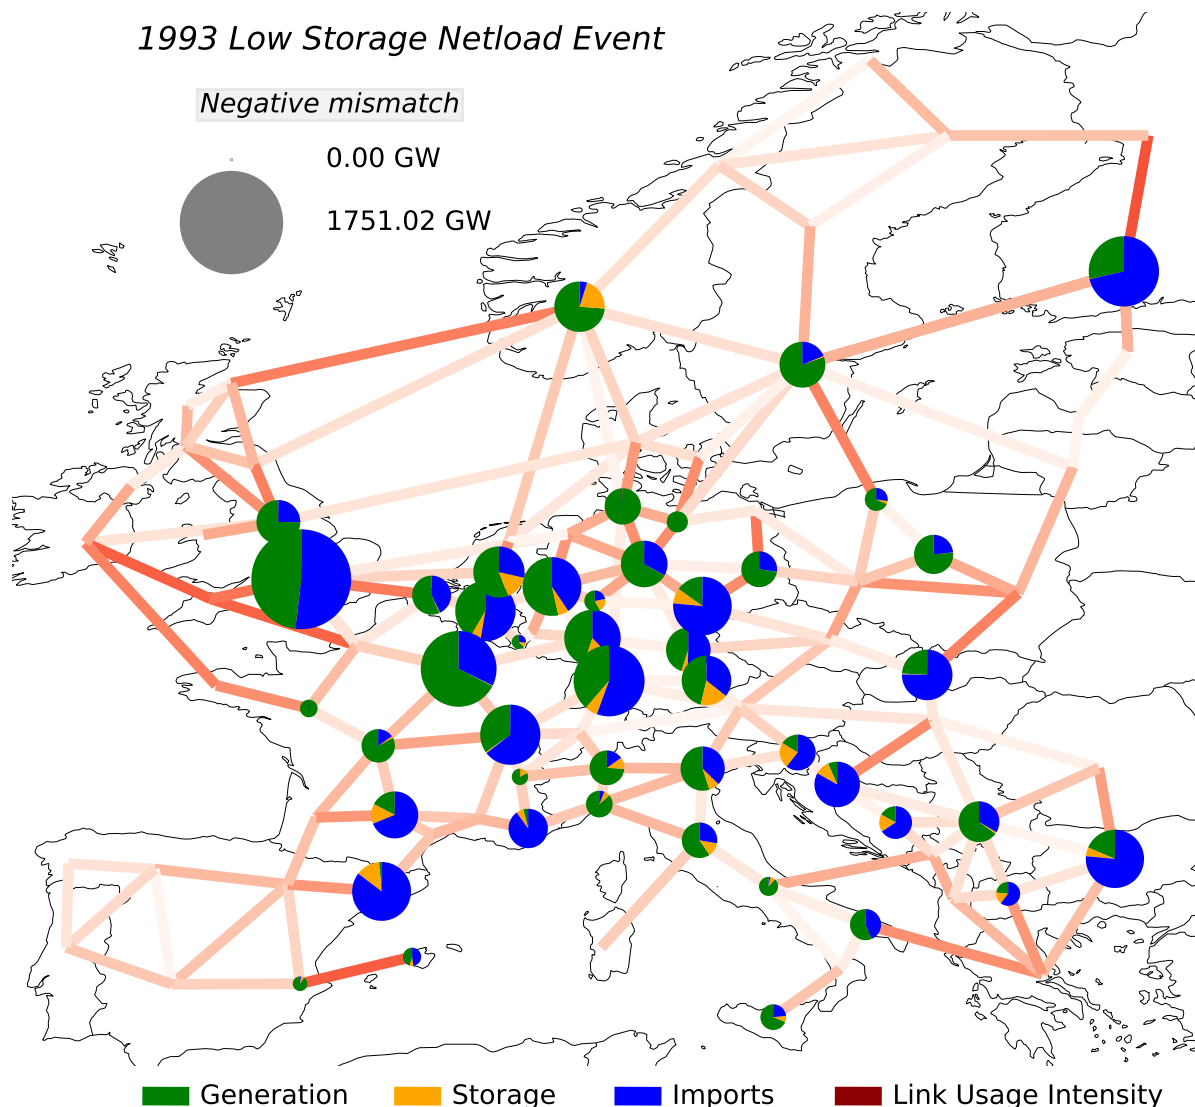 1993 Low Storage Netload Event
Negative mismatch
0.00 GW
1751.02 GW
Generation Storage Imports Link Usage Intensity